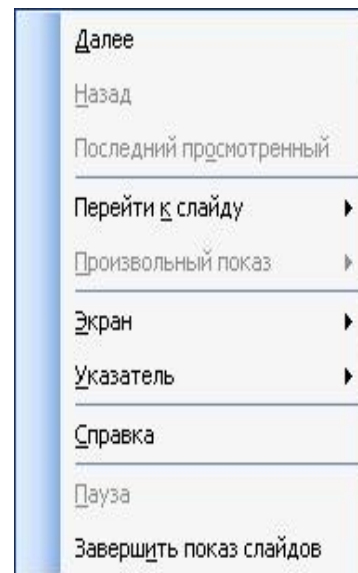 Далее
Назад
Последний просмотренный
Перейти к слайду
Произвольный показ
Экран
Указатель
Справка
Пауза
Завершить показ слайдов